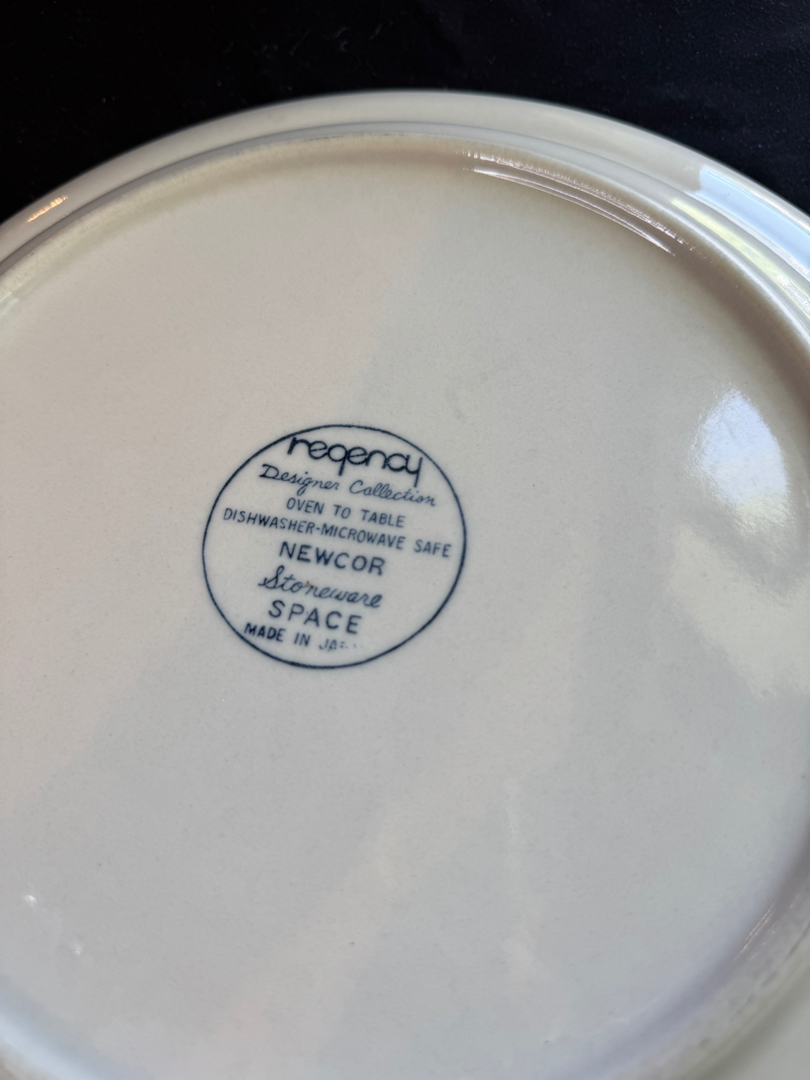 regency
Designer Collection
OVEN TO TABLE
DISHWASHER-MICROWAVE SAFE
NEWCOR
Stoneware
SPACE
MADE IN